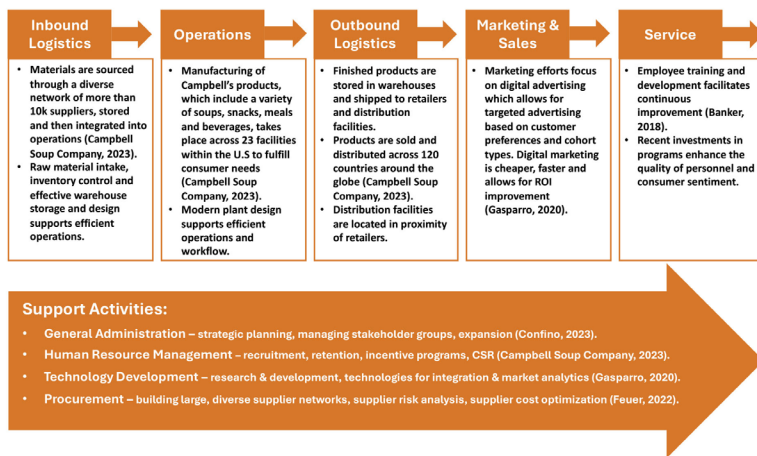 Inbound
Logistics
Operations
Outbound
Logistics
Marketing &
Sales
Service
• Materials are sourced
through a diverse
network of more than
10k suppliers, stored
and then integrated into
operations (Campbell
Soup Company, 2023).
• Raw material intake,
inventory control and
effective warehouse
storage and design
supports efficient
operations.
• Manufacturing of
Campbell's products,
which include a variety
of soups, snacks, meals
and beverages, takes
place across 23 facilities
within the U.S to fulfill
consumer needs
(Campbell Soup
Company, 2023).
• Modern plant design
supports efficient
operations and
workflow.
• Finished products are
stored in warehouses
and shipped to retailers
and distribution
facilities.
• Products are sold and
distributed across 120
countries around the
globe (Campbell Soup
Company, 2023).
• Distribution facilities
are located in proximity
of retailers.
• Marketing efforts focus
on digital advertising
which allows for
targeted advertising
based on customer
preferences and cohort
types. Digital marketing
is cheaper, faster and
allows for ROI
improvement
(Gasparro, 2020).
• Employee training and
development facilitates
continuous
improvement (Banker,
2018).
• Recent investments in
programs enhance the
quality of personnel and
consumer sentiment.
Support Activities:
• General Administration – strategic planning, managing stakeholder groups, expansion (Confino, 2023).
• Human Resource Management – recruitment, retention, incentive programs, CSR (Campbell Soup Company, 2023).
• Technology Development – research & development, technologies for integration & market analytics (Gasparro, 2020).
• Procurement – building large, diverse supplier networks, supplier risk analysis, supplier cost optimization (Feuer, 2022).